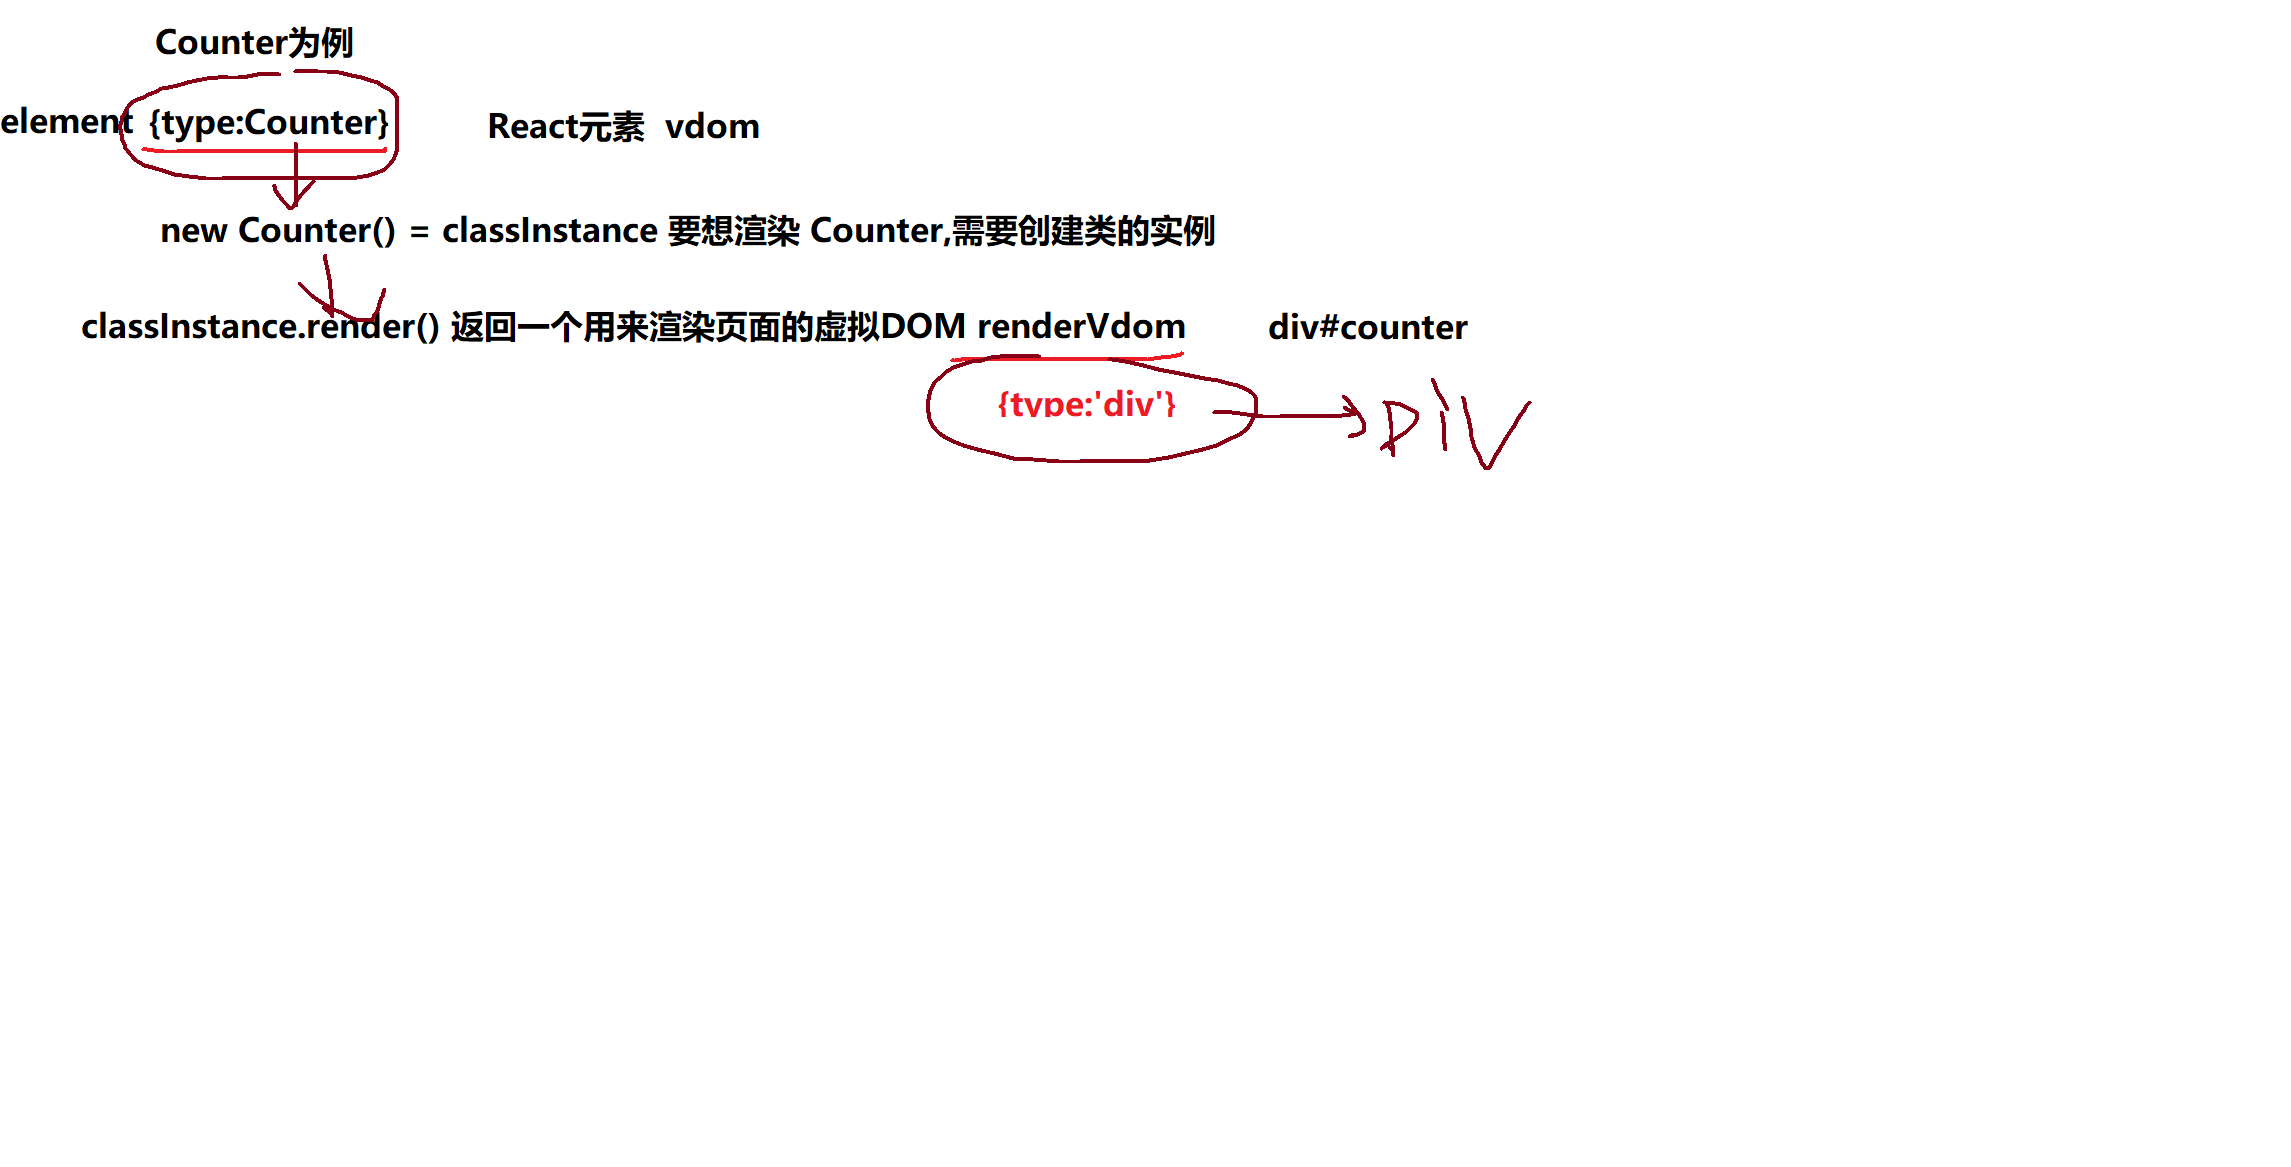 Counter为例
element {type:Counter} React元素 vdom
new Counter() = classInstance 要想渲染 Counter,需要创建类的实例
classInstance.render() 返回一个用来渲染页面的虚拟DOM renderVdom div#counter
{type:'div'} DiV